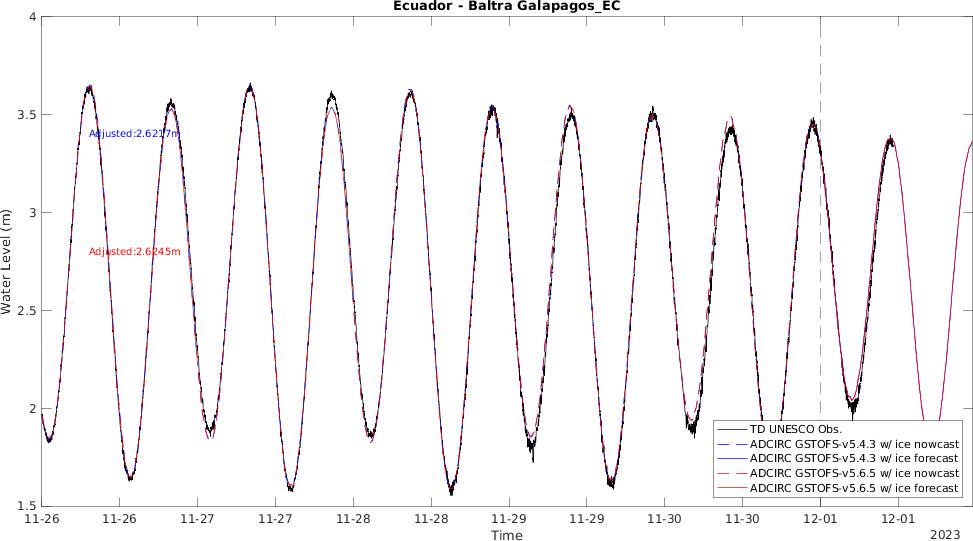 Ecuador - Baltra Galapagos_EC
4
3.5
3
2.5
2
1.5
Water Level (m)
Adjusted:2.6217m
Adjusted:2.6245m
TD UNESCO Obs.
ADCIRC GSTOFS-v5.4.3 w/ ice nowcast
ADCIRC GSTOFS-v5.4.3 w/ ice forecast
ADCIRC GSTOFS-v5.6.5 w/ ice nowcast
ADCIRC GSTOFS-v5.6.5 w/ ice forecast
11-26 11-26 11-27 11-27 11-28 11-28 11-29 11-29 11-30 11-30 12-01 12-01
Time
2023